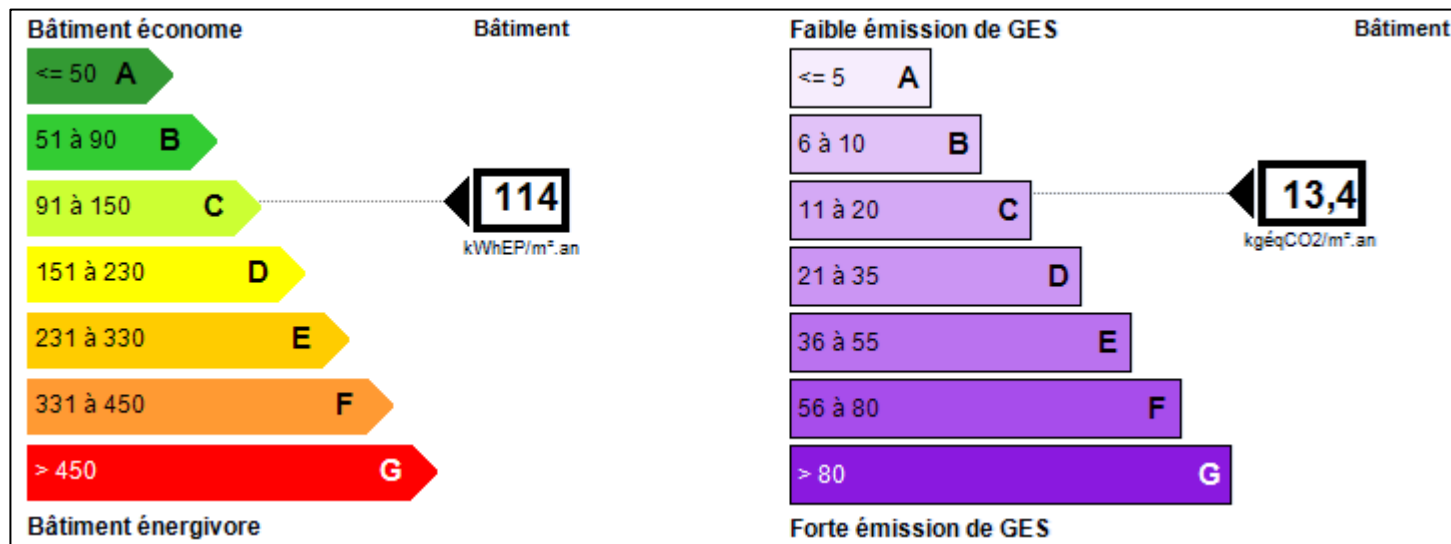 Bâtiment économe
Bâtiment
<= 50 A
51 à 90 B
91 à 150 C
114
kWhEP/m².an
151 à 230 D
231 à 330 E
331 à 450 F
> 450 G
Bâtiment énergivore
Faible émission de GES
Bâtiment
<= 5 A
6 à 10 B
11 à 20 C
13,4
kgéqCO2/m².an
21 à 35 D
36 à 55 E
56 à 80 F
> 80 G
Forte émission de GES